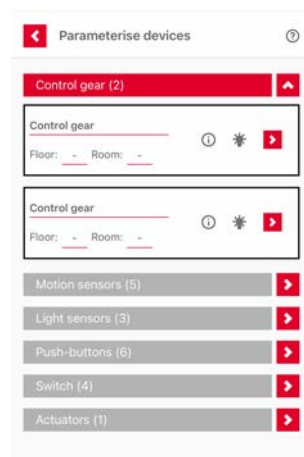 Parameterise devices
Control gear (2)
Control gear
Floor: - Room: -
Control gear
Floor: - Room: -
Motion sensors (5)
Light sensors (3)
Push-buttons (6)
Switch (4)
Actuators (1)